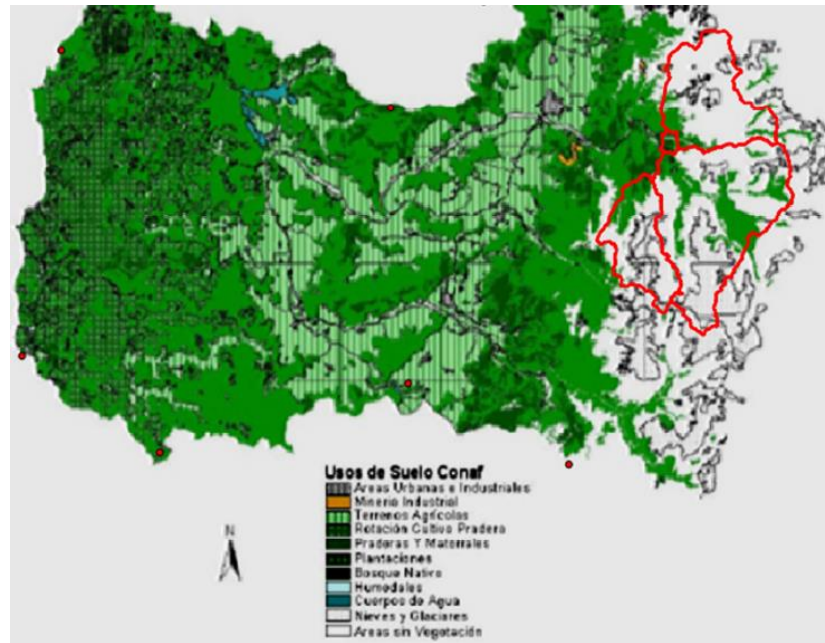 Usos de Suelo Conaf
Areas Urbanas e Industriales
Mineria Industrial
Terrenos Agrícolas
Rotación Cultivo Pradera
Praderas Y Matorrales
Plantaciones
Bosque Nativo
Humedales
Cuerpos de Agua
Nieves y Glaciares
Areas sin Vegetación
N